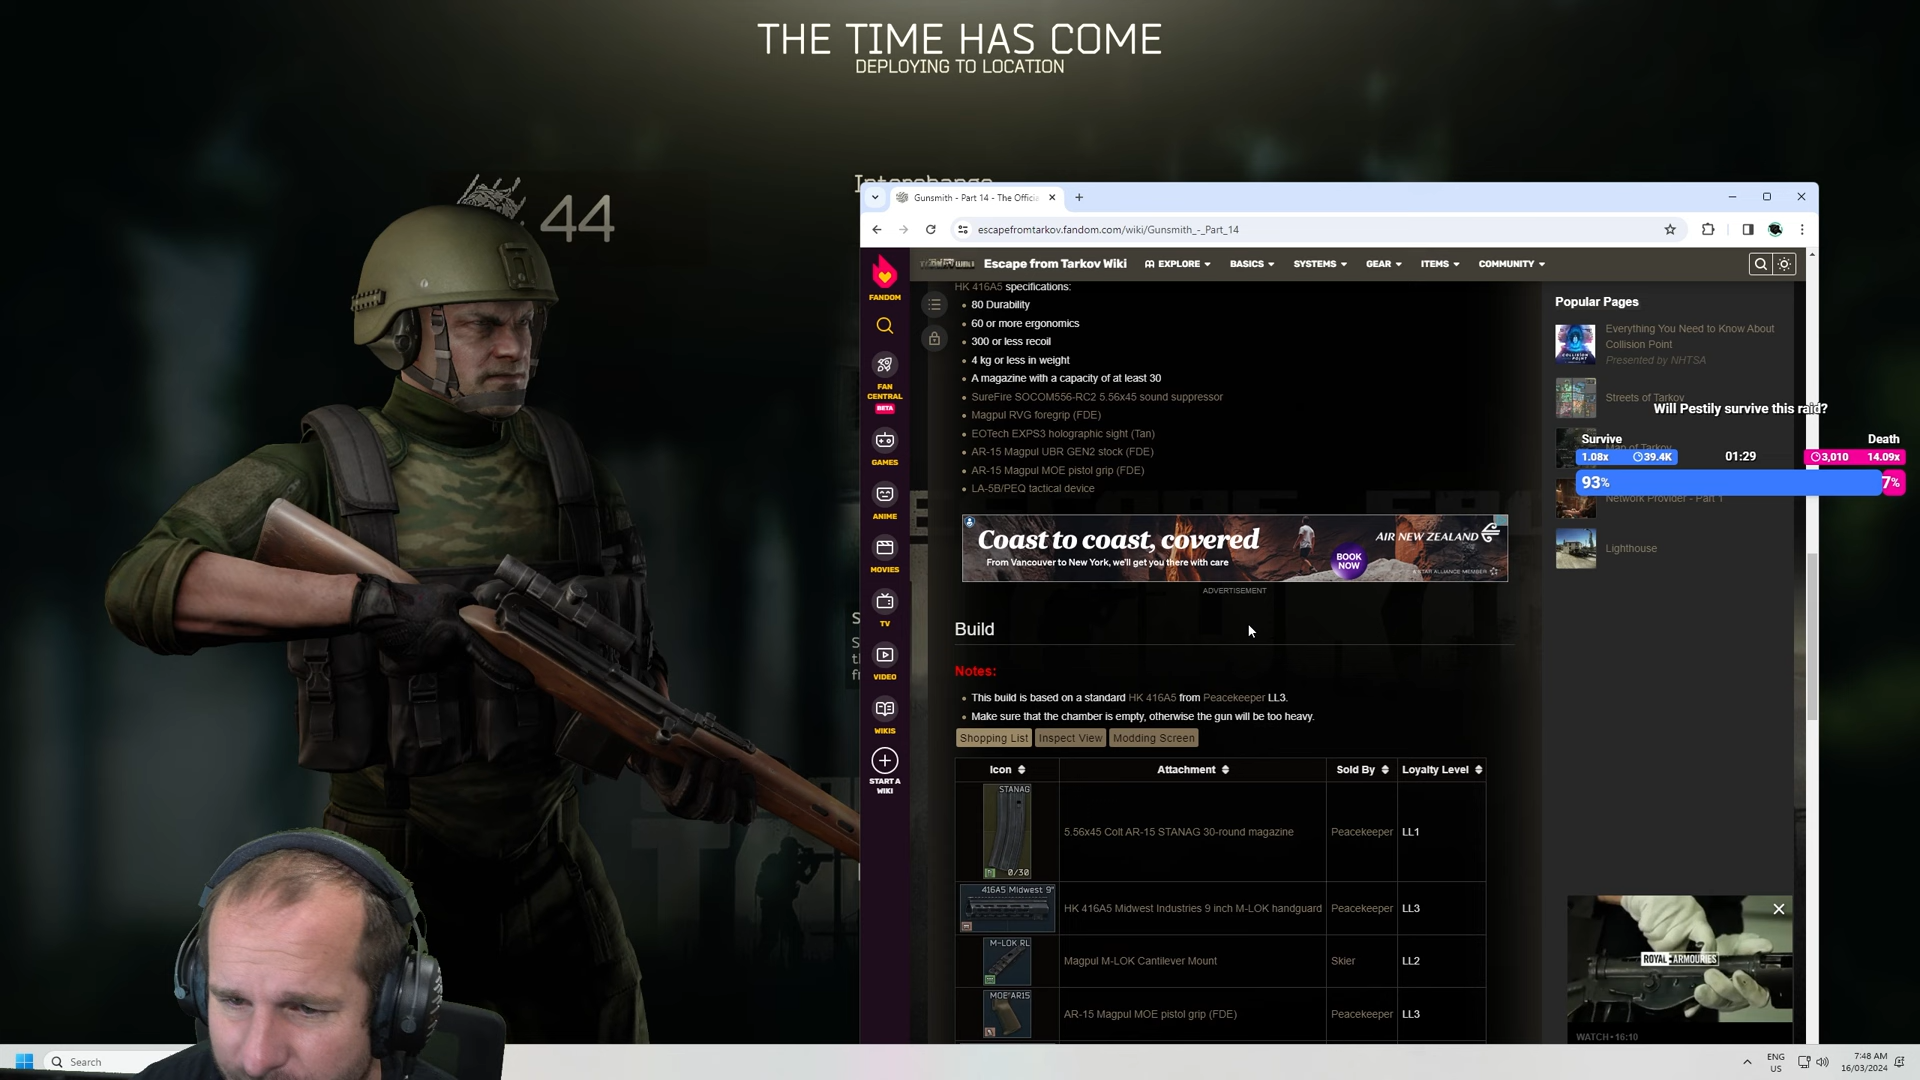 THE TIME HAS COME
DEPLOYING TO LOCATION
44
Interchange
Gunsmith - Part 14 - The Officia
escapefromtarkov.fandom.com/wiki/Gunsmith_-_Part_14
FANDOM
FAN CENTRAL
BETA
GAMES
ANIME
MOVIES
TV
VIDEO
WIKIS
START A WIKI
Escape from Tarkov Wiki
EXPLORE
BASICS
SYSTEMS
GEAR
ITEMS
COMMUNITY
HK 416A5 specifications:
80 Durability
60 or more ergonomics
300 or less recoil
4 kg or less in weight
A magazine with a capacity of at least 30
SureFire SOCOM556-RC2 5.56x45 sound suppressor
Magpul RVG foregrip (FDE)
EOTech EXPS3 holographic sight (Tan)
AR-15 Magpul UBR GEN2 stock (FDE)
AR-15 Magpul MOE pistol grip (FDE)
LA-5B/PEQ tactical device
Coast to coast, covered
From Vancouver to New York, we'll get you there with care
BOOK NOW
AIR NEW ZEALAND
A STAR ALLIANCE MEMBER
ADVERTISEMENT
Build
Notes:
This build is based on a standard HK 416A5 from Peacekeeper LL3.
Make sure that the chamber is empty, otherwise the gun will be too heavy.
Shopping List
Inspect View
Modding Screen
Icon
Attachment
Sold By
Loyalty Level
STANAG
0/30
5.56x45 Colt AR-15 STANAG 30-round magazine
Peacekeeper
LL1
416A5 Midwest 9"
HK 416A5 Midwest Industries 9 inch M-LOK handguard
Peacekeeper
LL3
M-LOK RL
Magpul M-LOK Cantilever Mount
Skier
LL2
MOE AR15
AR-15 Magpul MOE pistol grip (FDE)
Peacekeeper
LL3
Popular Pages
Everything You Need to Know About
Collision Point
Presented by NHTSA
COLLISION POINT
Streets of Tarkov
Map of Tarkov
Network Provider - Part 1
Lighthouse
Will Pestily survive this raid?
Survive
Death
1.08x
39.4K
01:29
3,010
14.09x
93%
7%
ROYAL ARMOURIES
WATCH • 16:10
Search
ENG
US
7:48 AM
16/03/2024